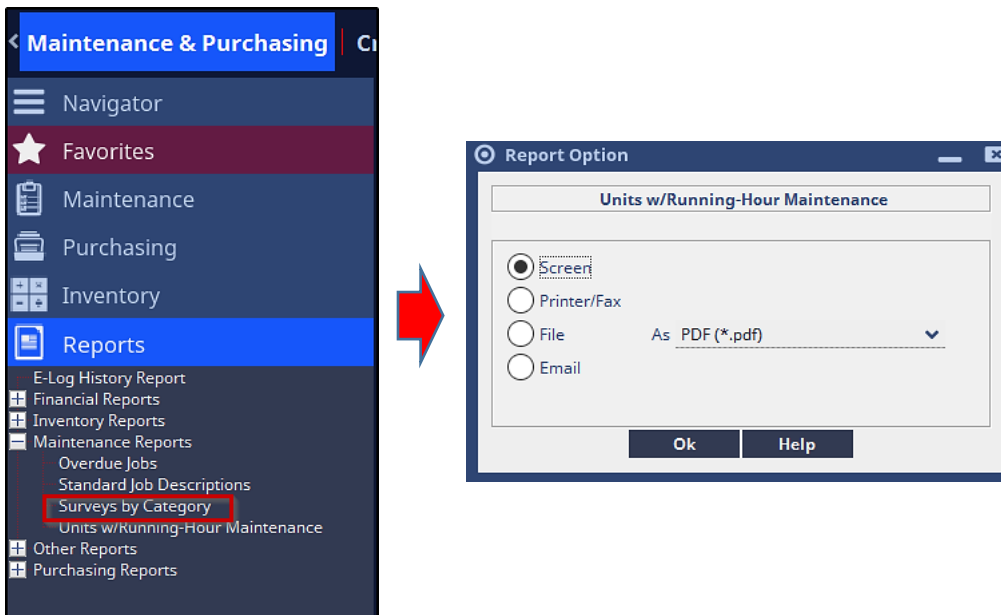 Maintenance & Purchasing
Navigator
Favorites
Maintenance
Purchasing
Inventory
Reports
E-Log History Report
Financial Reports
Inventory Reports
Maintenance Reports
Overdue Jobs
Standard Job Descriptions
Surveys by Category
Units w/Running-Hour Maintenance
Other Reports
Purchasing Reports
Report Option
Units w/Running-Hour Maintenance
Screen
Printer/Fax
File As PDF (*.pdf)
Email
Ok Help